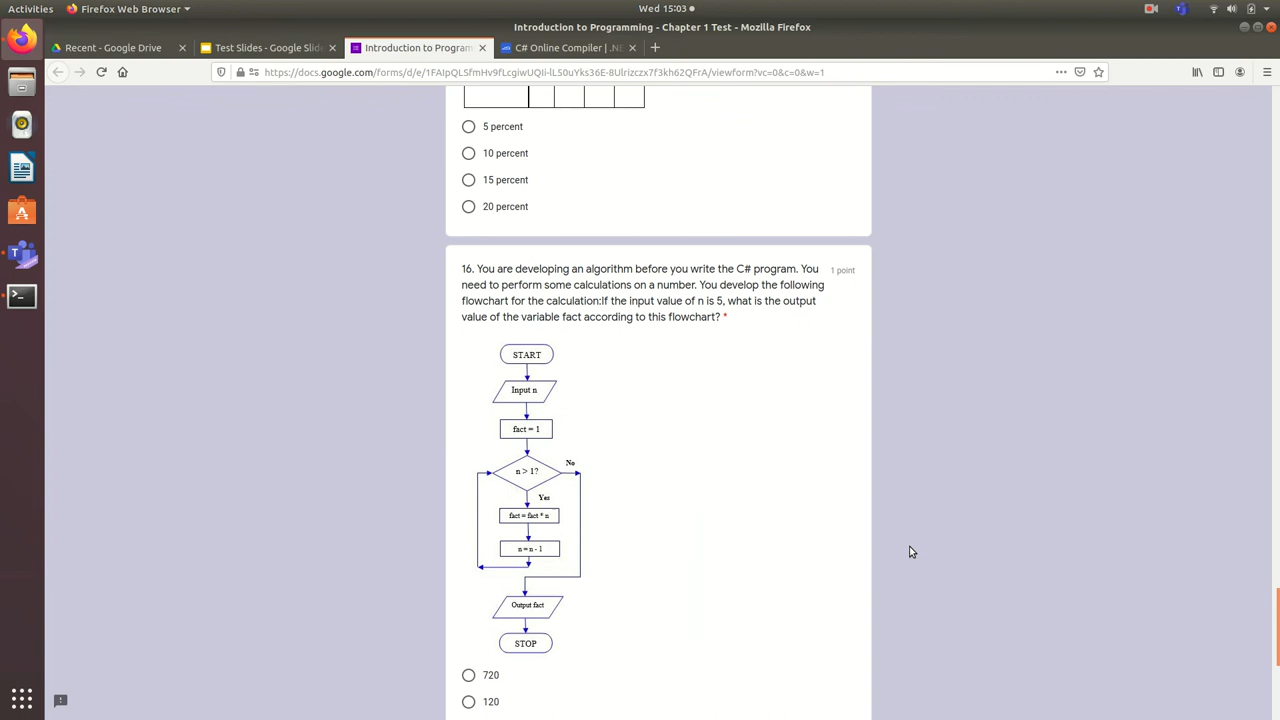 Activities
Firefox Web Browser
Wed 15:03
Introduction to Programming - Chapter 1 Test - Mozilla Firefox
Recent - Google Drive
Test Slides - Google Slide
Introduction to Program
C# Online Compiler | .NE
https://docs.google.com/forms/d/e/
/viewform?vc=0&c=0&w=1
5 percent
10 percent
15 percent
20 percent
16. You are developing an algorithm before you write the C# program. You
1 point
need to perform some calculations on a number. You develop the following
flowchart for the calculation:If the input value of n is 5, what is the output
value of the variable fact according to this flowchart? *
START
Input n
fact = 1
No
n > 1?
Yes
fact = fact * n
n = n - 1
Output fact
STOP
720
120